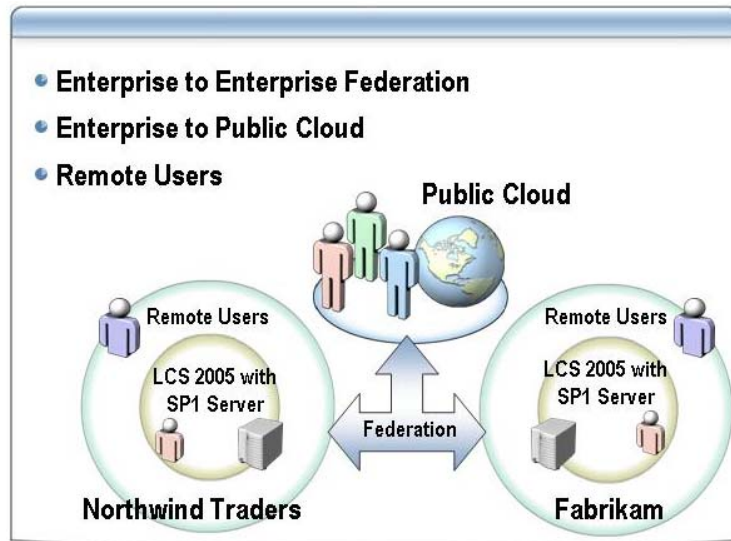 Enterprise to Enterprise Federation
Enterprise to Public Cloud
Remote Users
Public Cloud
Remote Users
LCS 2005 with
SP1 Server
Northwind Traders
Federation
Remote Users
LCS 2005 with
SP1 Server
Fabrikam